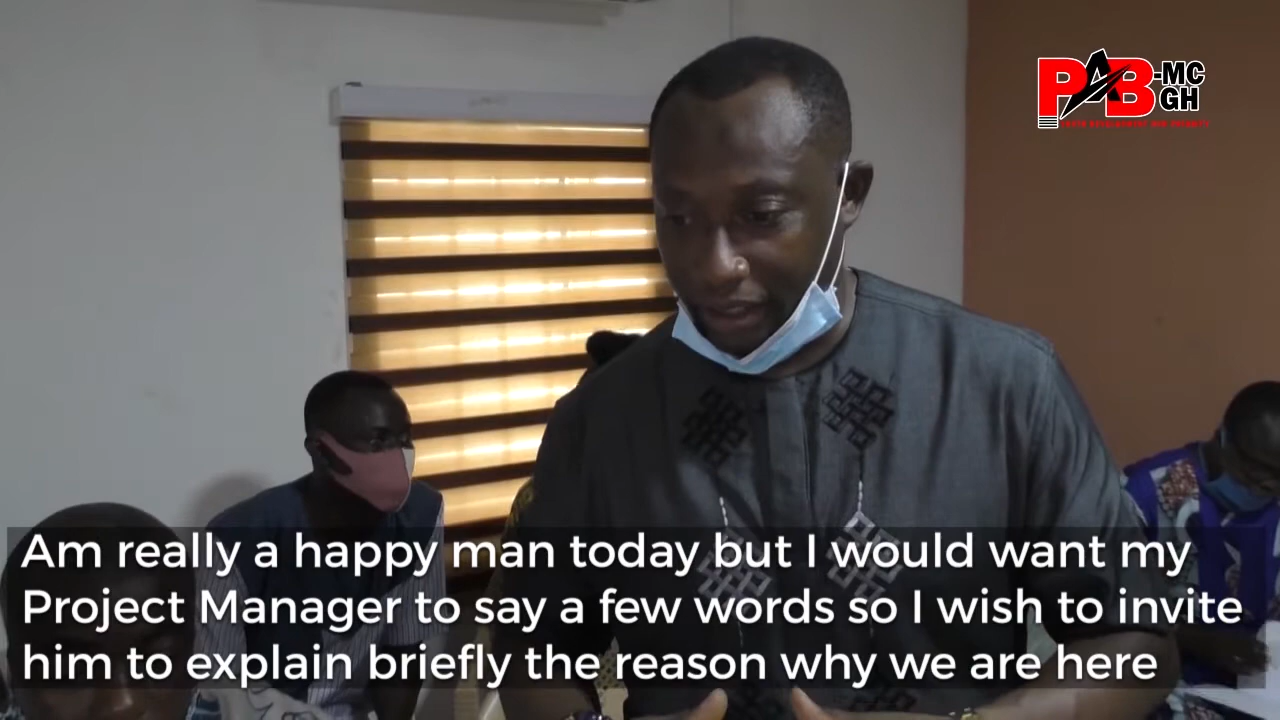 PAB-MC
GH
Am really a happy man today but I would want my
Project Manager to say a few words so I wish to invite
him to explain briefly the reason why we are here